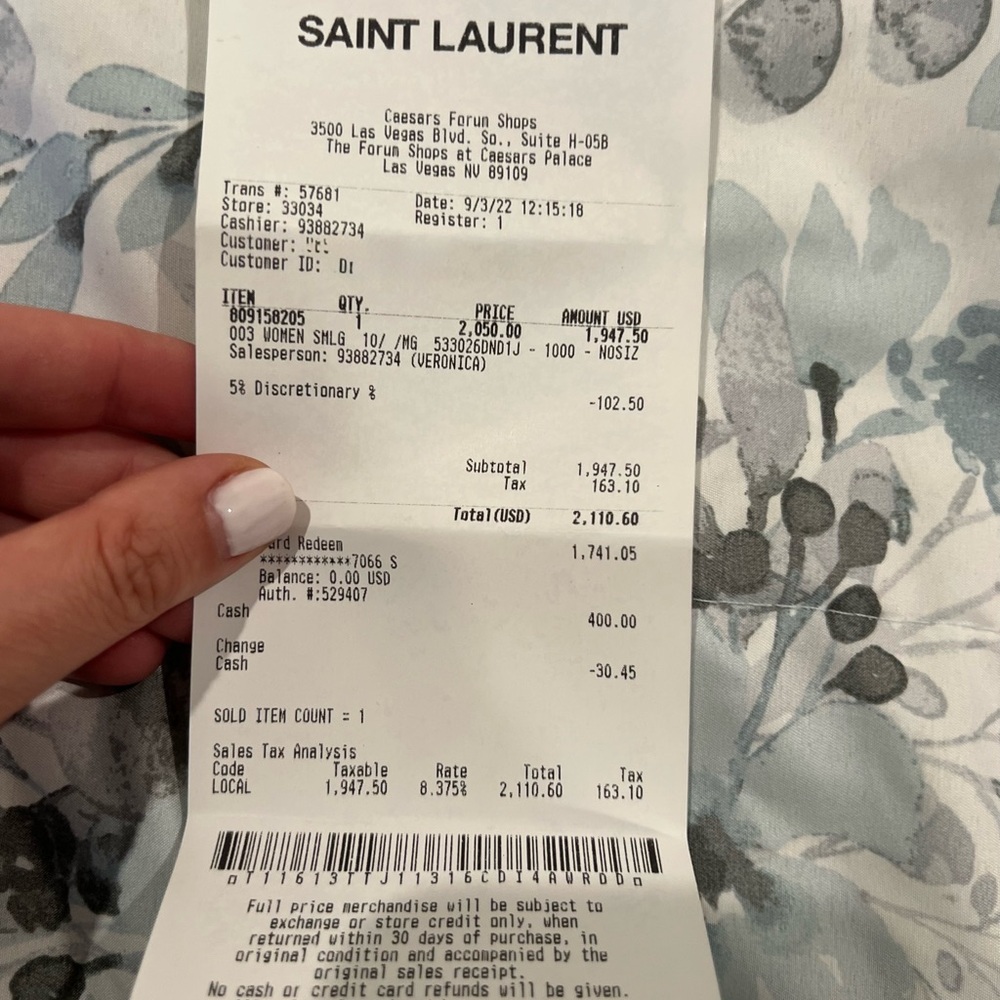 SAINT LAURENT
Caesars Forum Shops
3500 Las Vegas Blvd. So., Suite H-05B
The Forum Shops at Caesars Palace
Las Vegas NV 89109
Trans #: 57681
Date: 9/3/22 12:15:18
Store: 33034
Register: 1
Cashier: 93882734
Customer:
Customer ID:
ITEM QTY. PRICE AMOUNT USD
809158205 1 2,050.00 1,947.50
003 WOMEN SMLG 10/ /MG 533026DND1J - 1000 - NOSIZ
Salesperson: 93882734 (VERONICA)
5% Discretionary % -102.50
Subtotal 1,947.50
Tax 163.10
Total(USD) 2,110.60
Redeem 1,741.05
************7066 S
Balance: 0.00 USD
Auth. #:529407
Cash 400.00
Change
Cash -30.45
SOLD ITEM COUNT = 1
Sales Tax Analysis
Code Taxable Rate Total Tax
LOCAL 1,947.50 8.375% 2,110.60 163.10
Full price merchandise will be subject to
exchange or store credit only, when
returned within 30 days of purchase, in
original condition and accompanied by the
original sales receipt.
No cash or credit card refunds will be given.